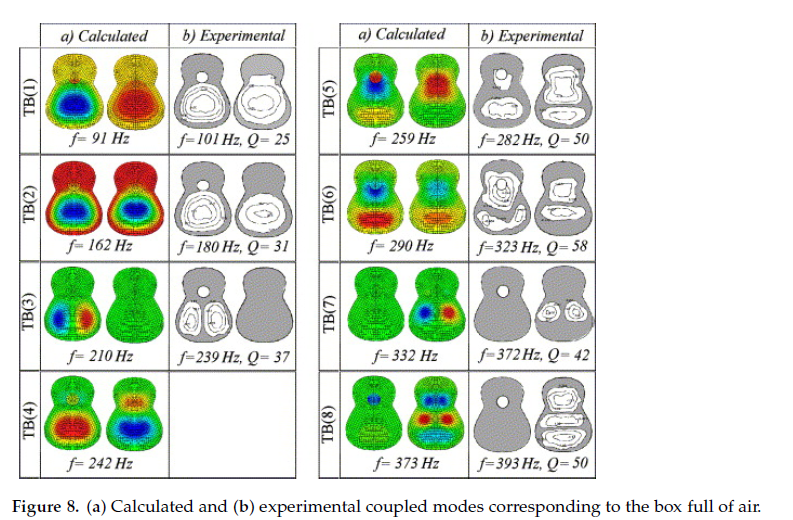 a) Calculated b) Experimental
TB(1)
f= 91 Hz f=101Hz, Q= 25
TB(2)
f= 162 Hz f=180 Hz, Q= 31
TB(3)
f= 210 Hz f=239 Hz, Q= 37
TB(4)
f= 242 Hz
a) Calculated b) Experimental
TB(5)
f= 259 Hz f=282 Hz, Q= 50
TB(6)
f= 290 Hz f=323 Hz, Q= 58
TB(7)
f= 332 Hz f=372 Hz, Q= 42
TB(8)
f= 373 Hz f=393 Hz, Q= 50
Figure 8. (a) Calculated and (b) experimental coupled modes corresponding to the box full of air.